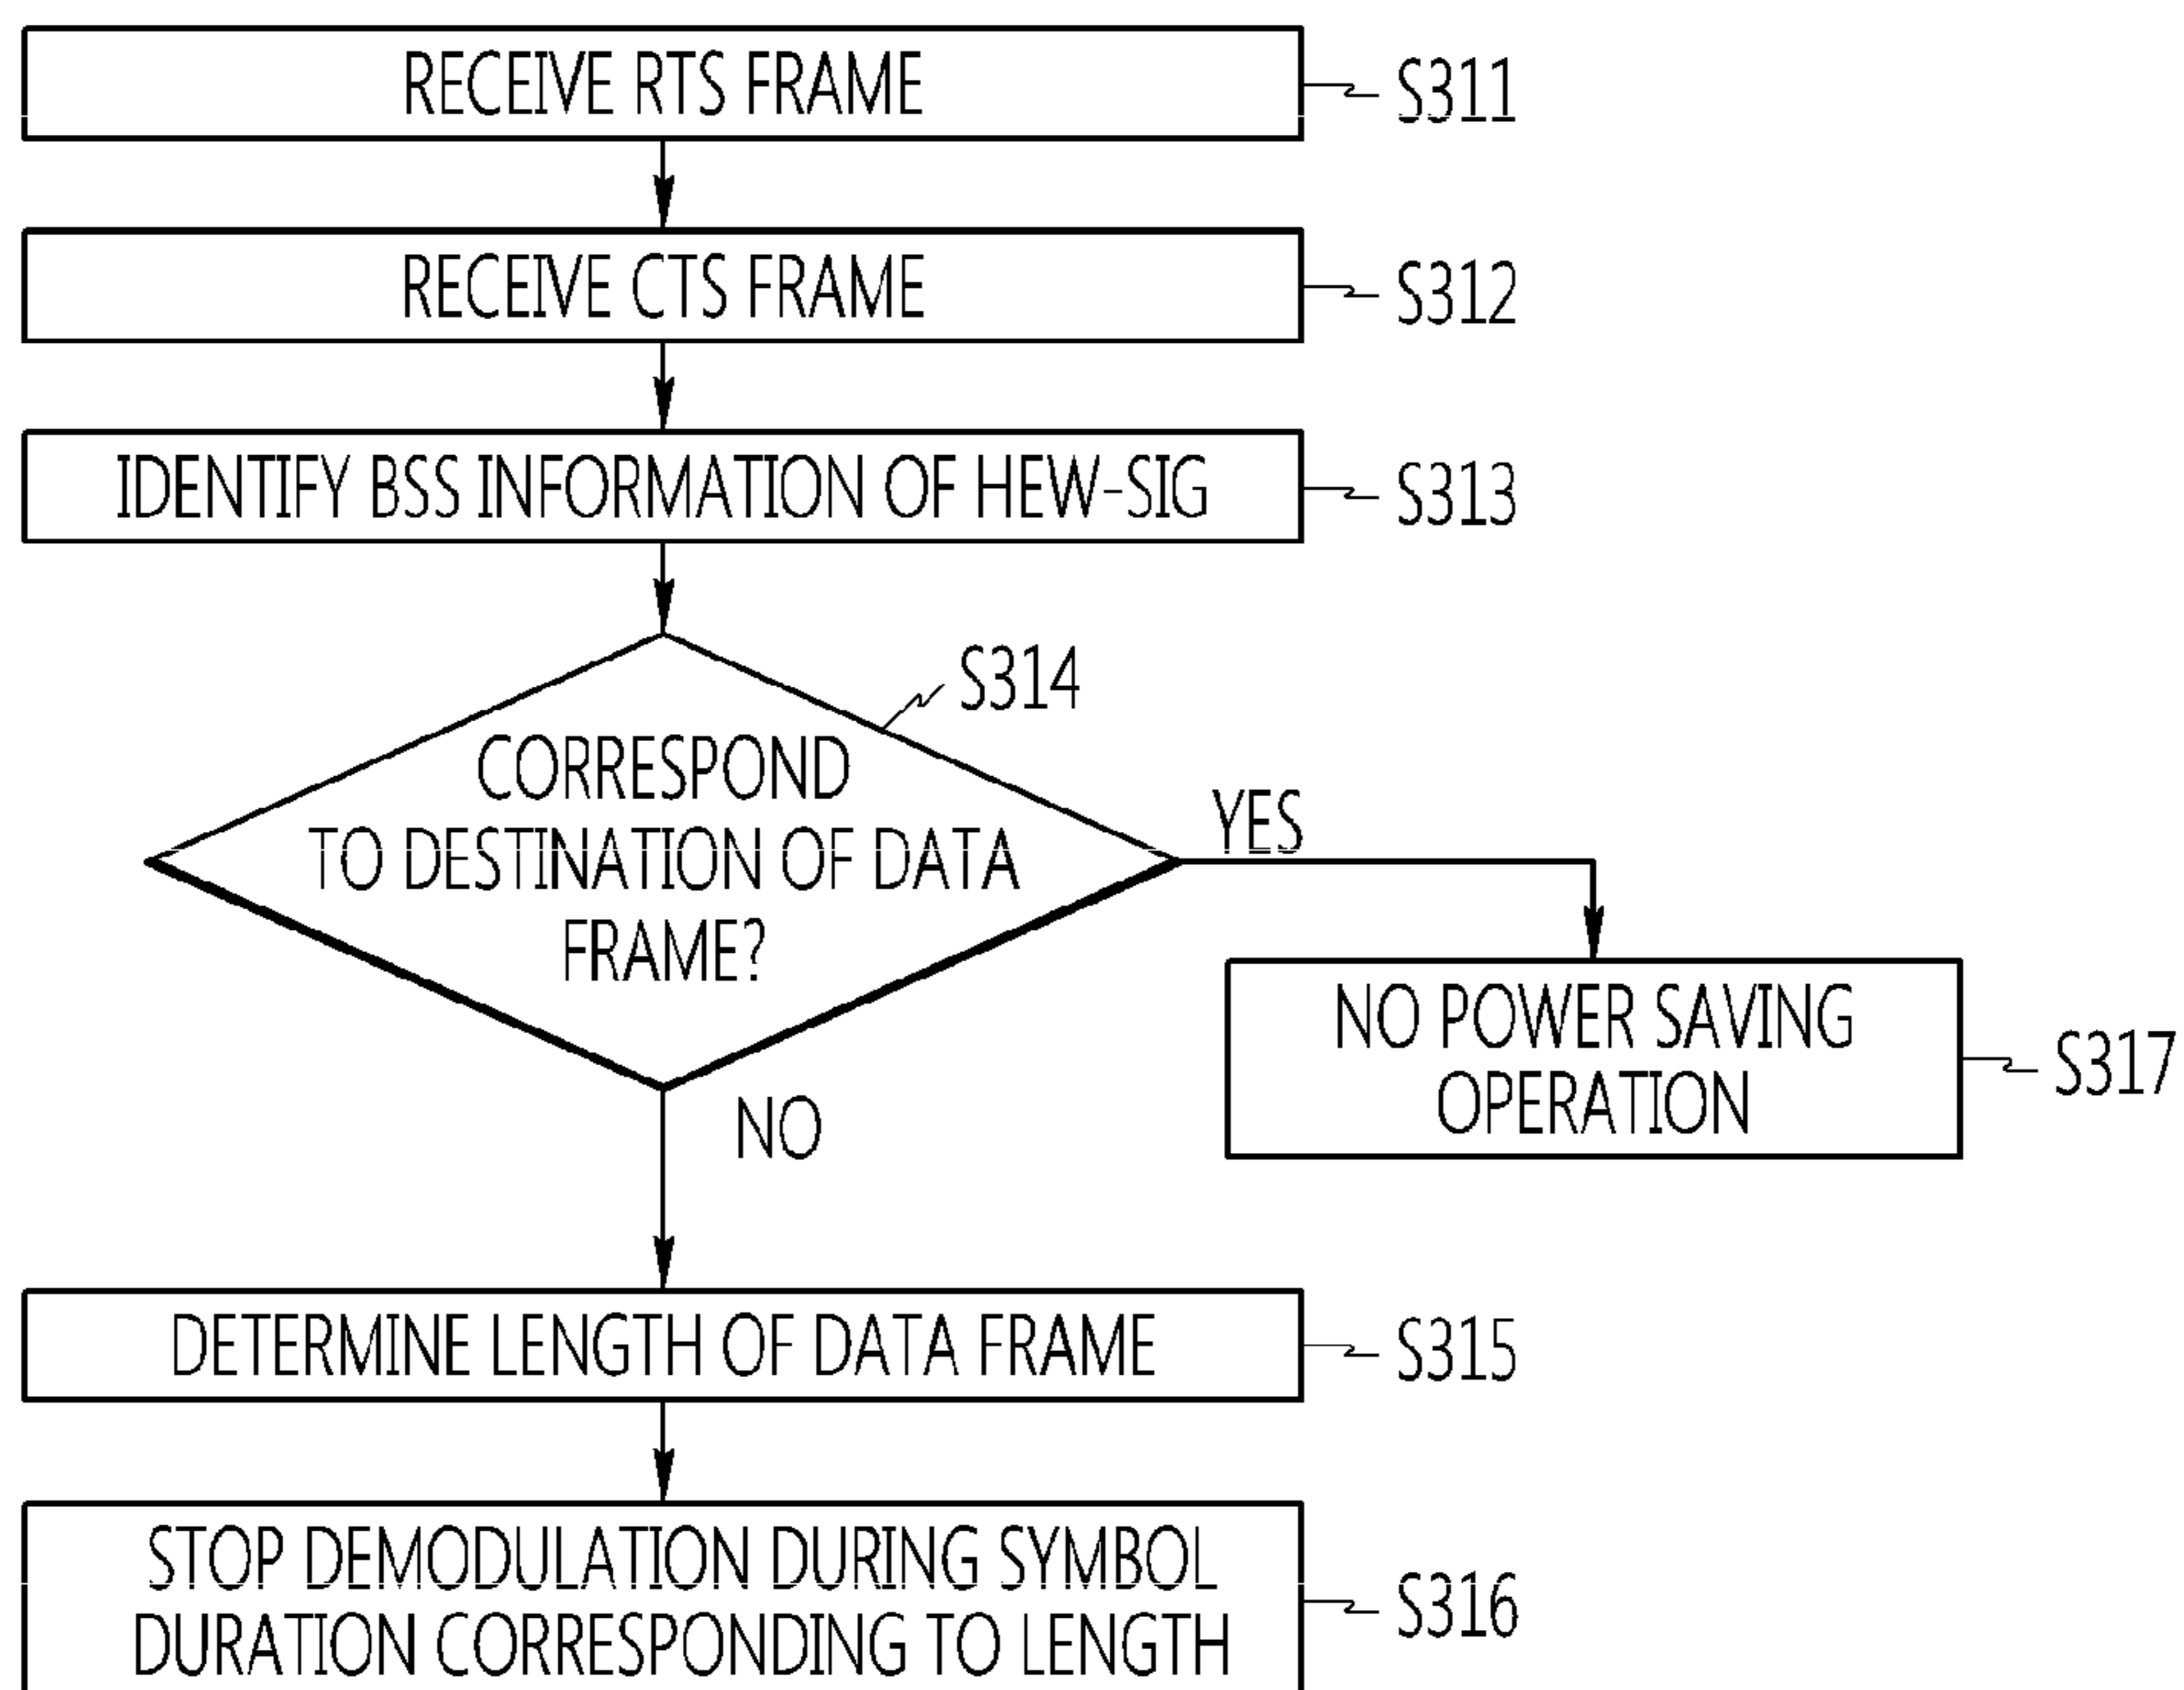 RECEIVE RTS FRAME
S311
RECEIVE CTS FRAME
S312
IDENTIFY BSS INFORMATION OF HEW-SIG
S313
S314
CORRESPOND
TO DESTINATION OF DATA
FRAME?
YES
NO POWER SAVING
OPERATION
S317
NO
DETERMINE LENGTH OF DATA FRAME
S315
STOP DEMODULATION DURING SYMBOL
DURATION CORRESPONDING TO LENGTH
S316